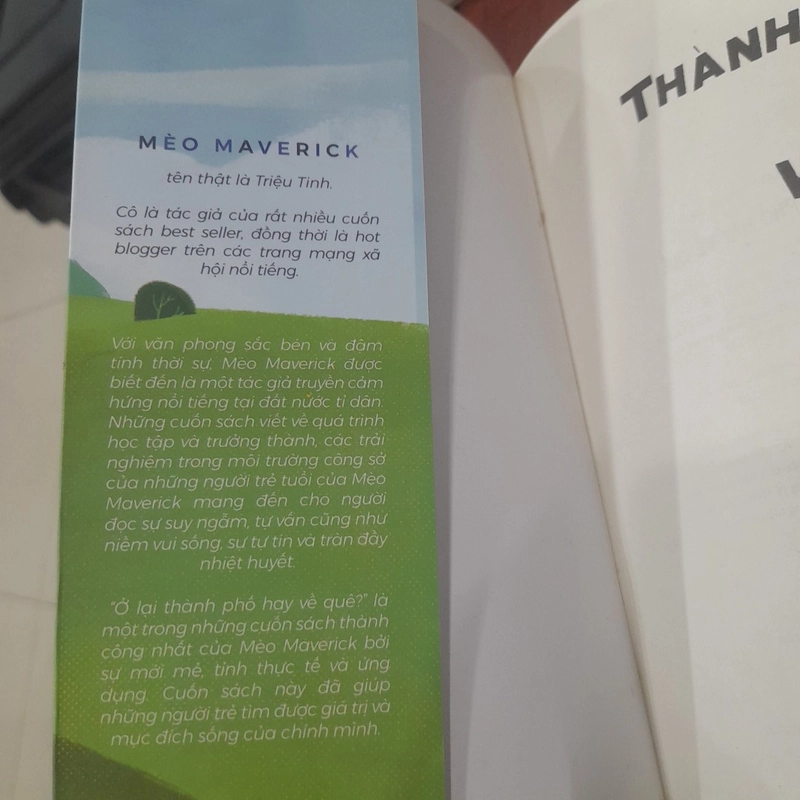 MÈO MAVERICK
tên thật là Triệu Tinh.
Cô là tác giả của rất nhiều cuốn
sách best seller, đồng thời là hot
blogger trên các trang mạng xã
hội nổi tiếng.
Với văn phong sắc bén và đậm
tính thời sự, Mèo Maverick được
biết đến là một tác giả truyền cảm
hứng nổi tiếng tại đất nước tỉ dân.
Những cuốn sách viết về quá trình
học tập và trưởng thành, các trải
nghiệm trong môi trường công sở
của những người trẻ tuổi của Mèo
Maverick mang đến cho người
đọc sự suy ngẫm, tự vấn cũng như
niềm vui sống, sự tự tin và tràn đầy
nhiệt huyết.
“Ở lại thành phố hay về quê?” là
một trong những cuốn sách thành
công nhất của Mèo Maverick bởi
sự mới mẻ, tính thực tế và ứng
dụng. Cuốn sách này đã giúp
những người trẻ tìm được giá trị và
mục đích sống của chính mình.
THÀNH